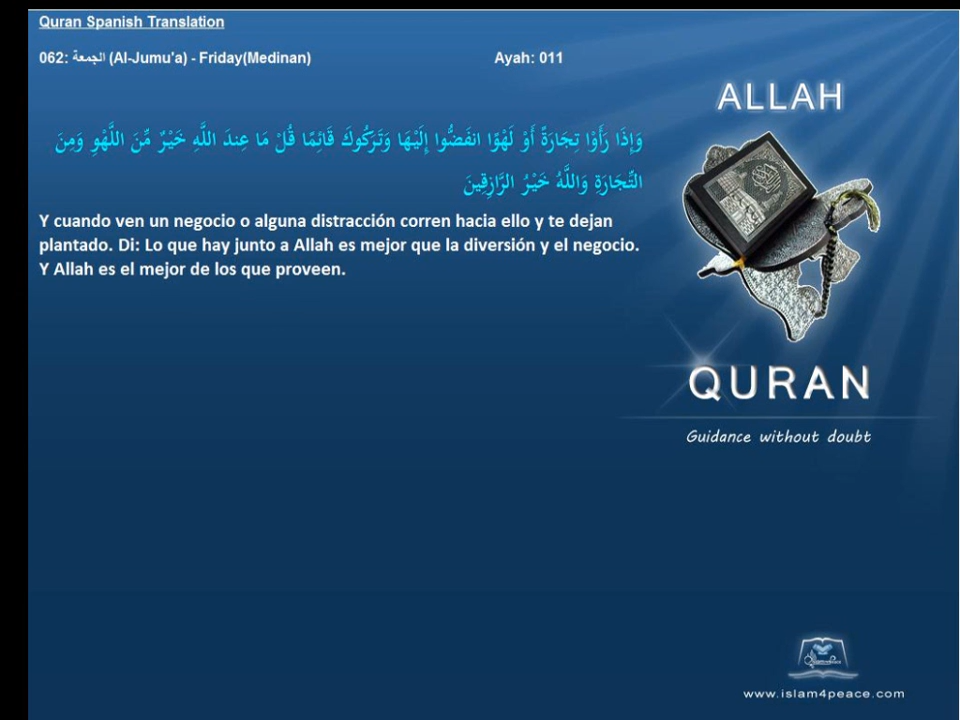 Quran Spanish Translation
062: الجمعة (Al-Jumu'a) - Friday(Medinan) Ayah: 011
وَإِذَا رَأَوْا تِجَارَةً أَوْ لَهْوًا انفَضُّوا إِلَيْهَا وَتَرَكُوكَ قَائِمًا قُلْ مَا عِندَ اللَّهِ خَيْرٌ مِّنَ اللَّهْوِ وَمِنَ
التِّجَارَةِ وَاللَّهُ خَيْرُ الرَّازِقِينَ
Y cuando ven un negocio o alguna distracción corren hacia ello y te dejan
plantado. Di: Lo que hay junto a Allah es mejor que la diversión y el negocio.
Y Allah es el mejor de los que proveen.
ALLAH
QURAN
Guidance without doubt
www.islam4peace.com